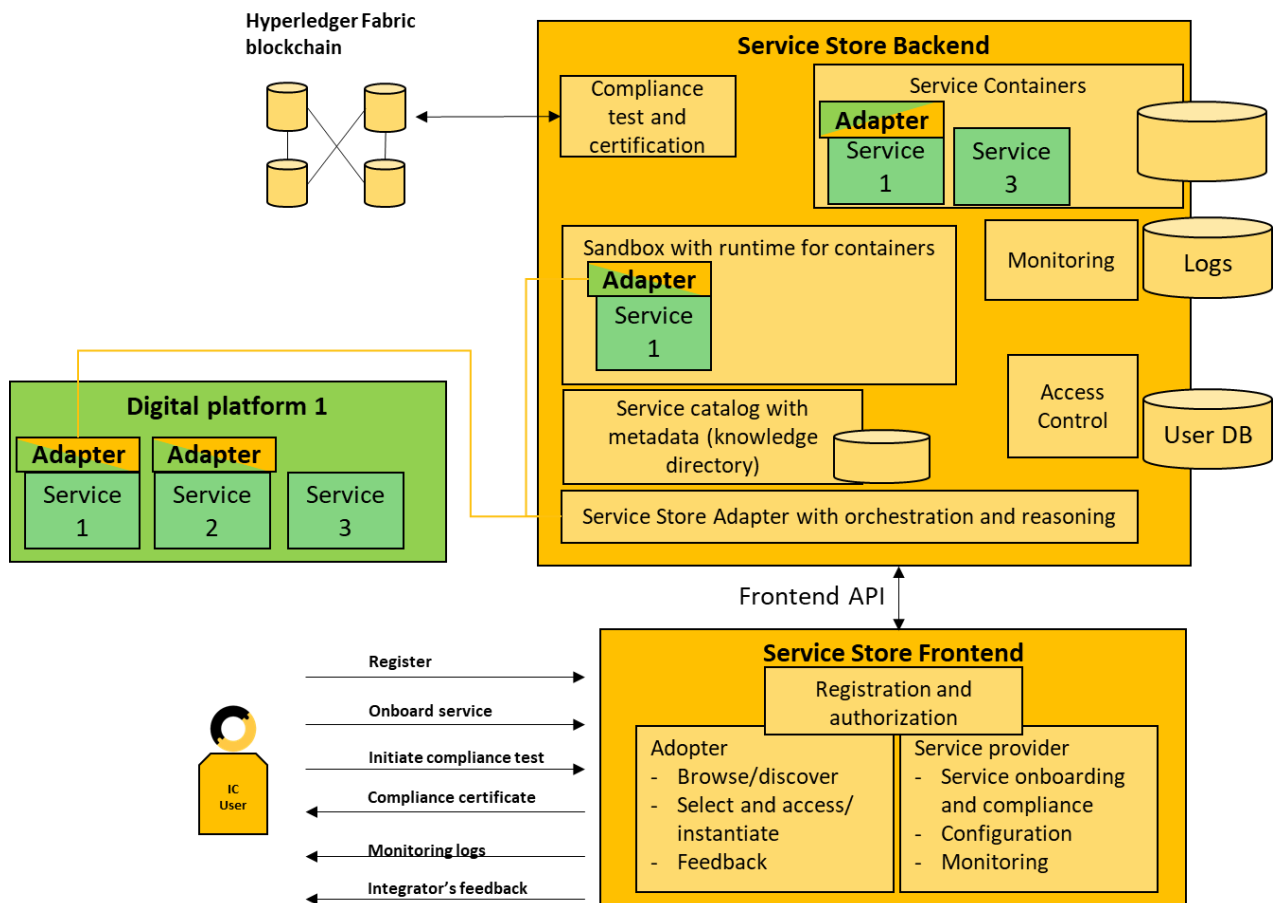 Hyperledger Fabric
blockchain
Service Store Backend
Compliance
test and
certification
Service Containers
Adapter
Service
1
Service
3
Sandbox with runtime for containers
Adapter
Service
1
Monitoring
Logs
Access
Control
User DB
Service catalog with
metadata (knowledge
directory)
Service Store Adapter with orchestration and reasoning
Digital platform 1
Adapter
Service
1
Adapter
Service
2
Service
3
Frontend API
Service Store Frontend
Registration and
authorization
Adopter
- Browse/discover
- Select and access/
instantiate
- Feedback
Service provider
- Service onboarding
and compliance
- Configuration
- Monitoring
IC
User
Register
Onboard service
Initiate compliance test
Compliance certificate
Monitoring logs
Integrator's feedback